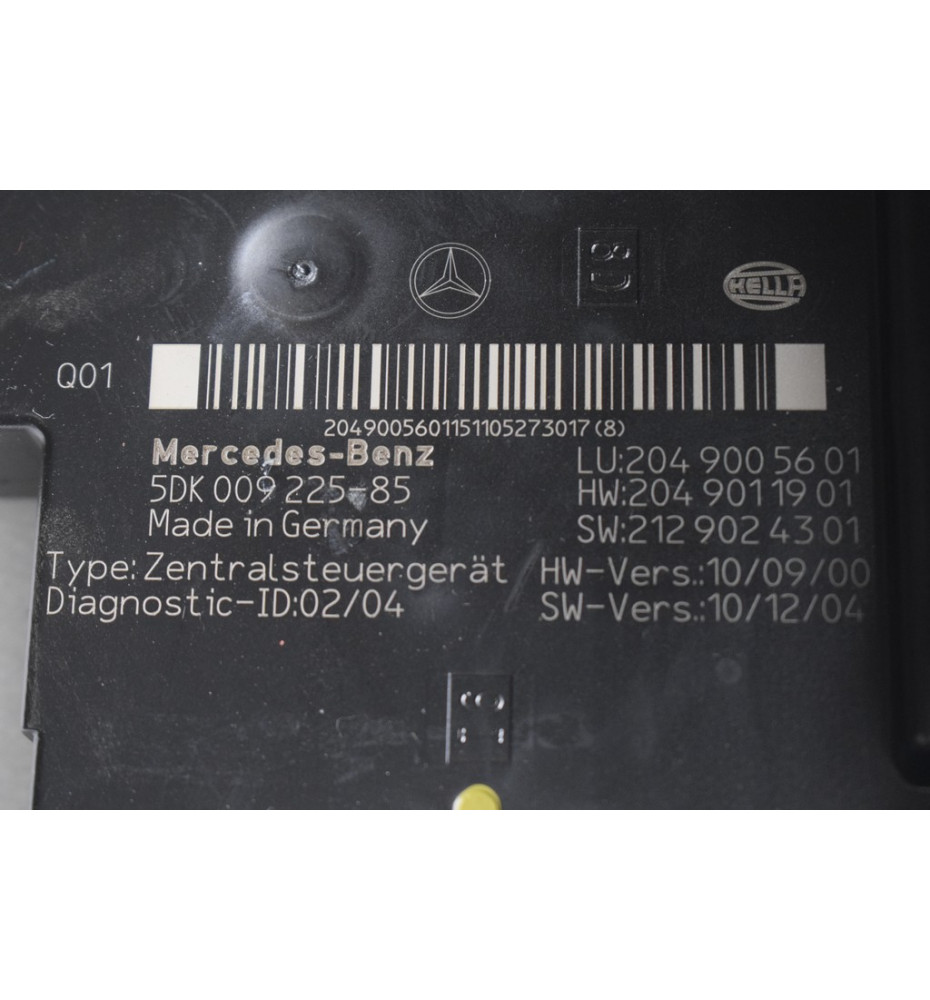 8D
HELLA
Q01
2049005601151105273017(8)
Mercedes-Benz
LU:204 900 56 01
5DK 009 225-85
HW:204 901 19 01
Made in Germany
SW:212 902 43 01
Type:Zentralsteuergerät
HW-Vers.:10/09/00
Diagnostic-ID:02/04
SW-Vers.:10/12/04